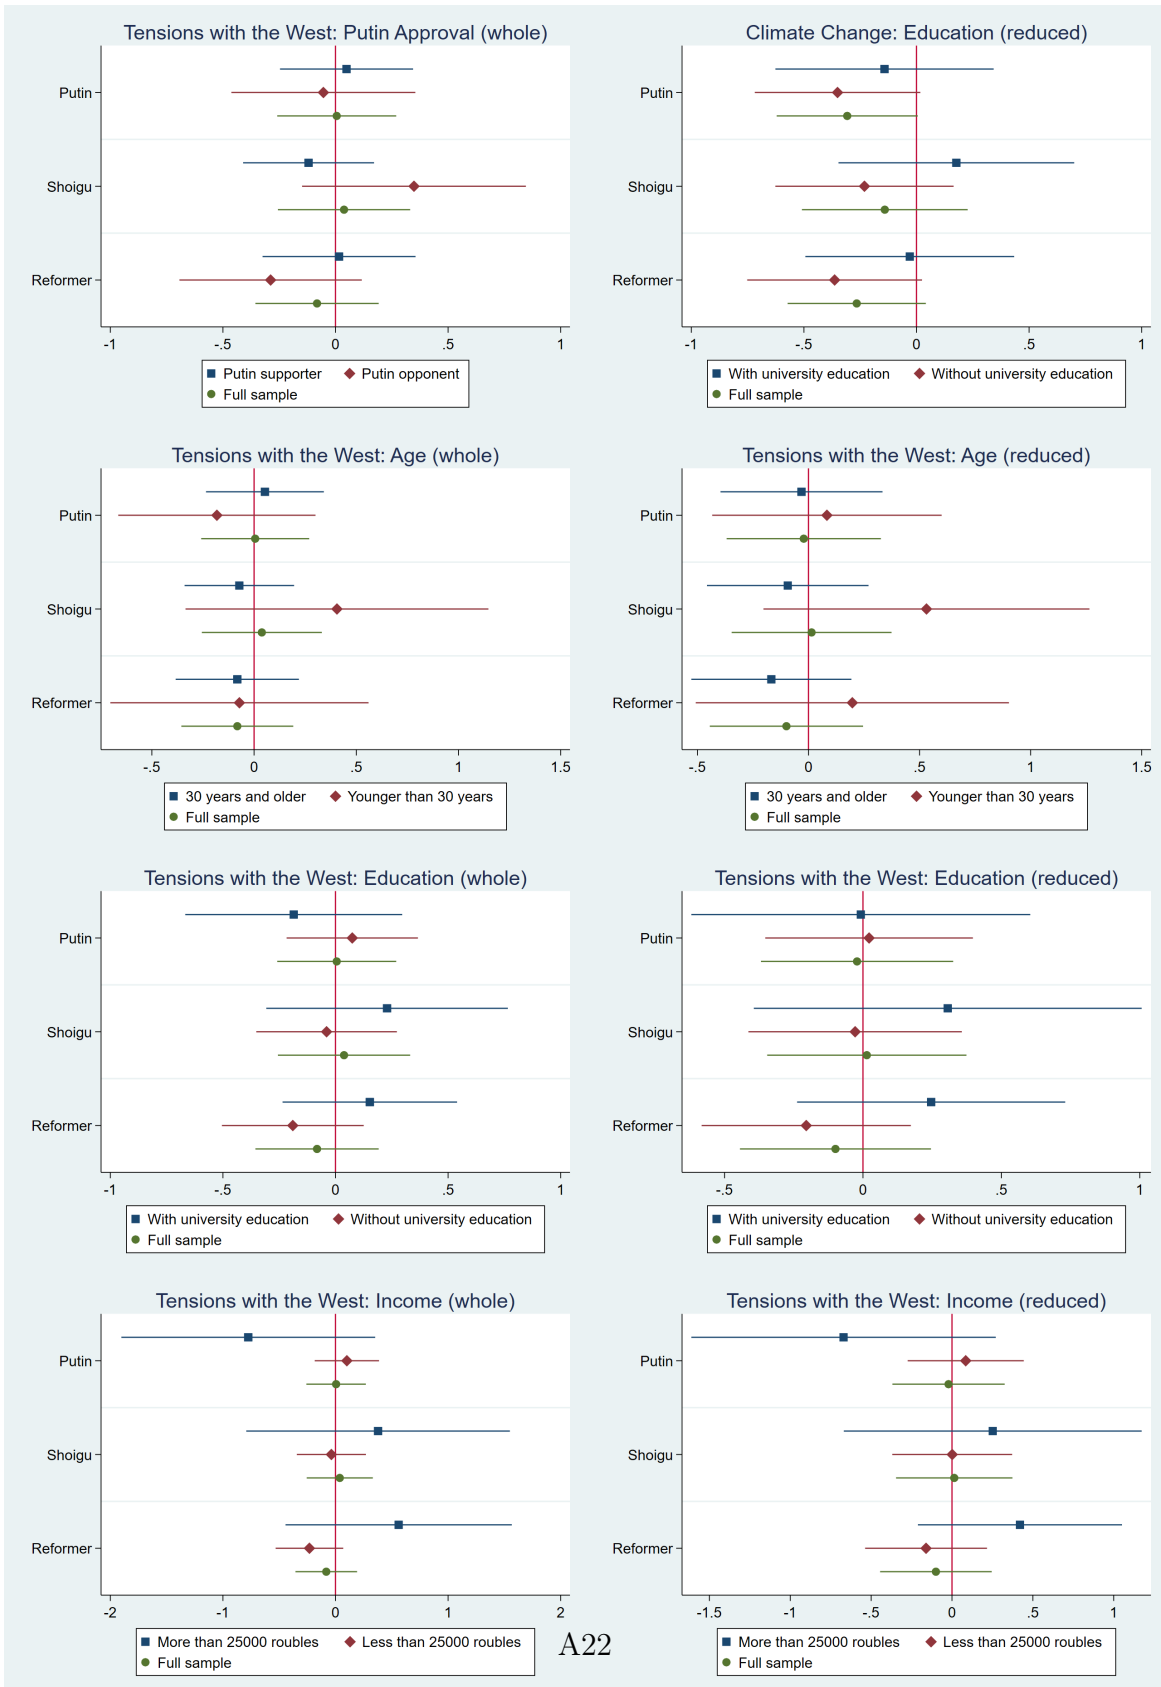 Tensions with the West: Putin Approval (whole)
Putin
Shoigu
Reformer
-1 -.5 0 .5 1
Putin supporter Putin opponent
Full sample
Climate Change: Education (reduced)
Putin
Shoigu
Reformer
-1 -.5 0 .5 1
With university education Without university education
Full sample
Tensions with the West: Age (whole)
Putin
Shoigu
Reformer
-.5 0 .5 1 1.5
30 years and older Younger than 30 years
Full sample
Tensions with the West: Age (reduced)
Putin
Shoigu
Reformer
-.5 0 .5 1 1.5
30 years and older Younger than 30 years
Full sample
Tensions with the West: Education (whole)
Putin
Shoigu
Reformer
-1 -.5 0 .5 1
With university education Without university education
Full sample
Tensions with the West: Education (reduced)
Putin
Shoigu
Reformer
-.5 0 .5 1
With university education Without university education
Full sample
Tensions with the West: Income (whole)
Putin
Shoigu
Reformer
-2 -1 0 1 2
More than 25000 roubles Less than 25000 roubles
Full sample
Tensions with the West: Income (reduced)
Putin
Shoigu
Reformer
-1.5 -1 -.5 0 .5 1
More than 25000 roubles Less than 25000 roubles
Full sample
A22